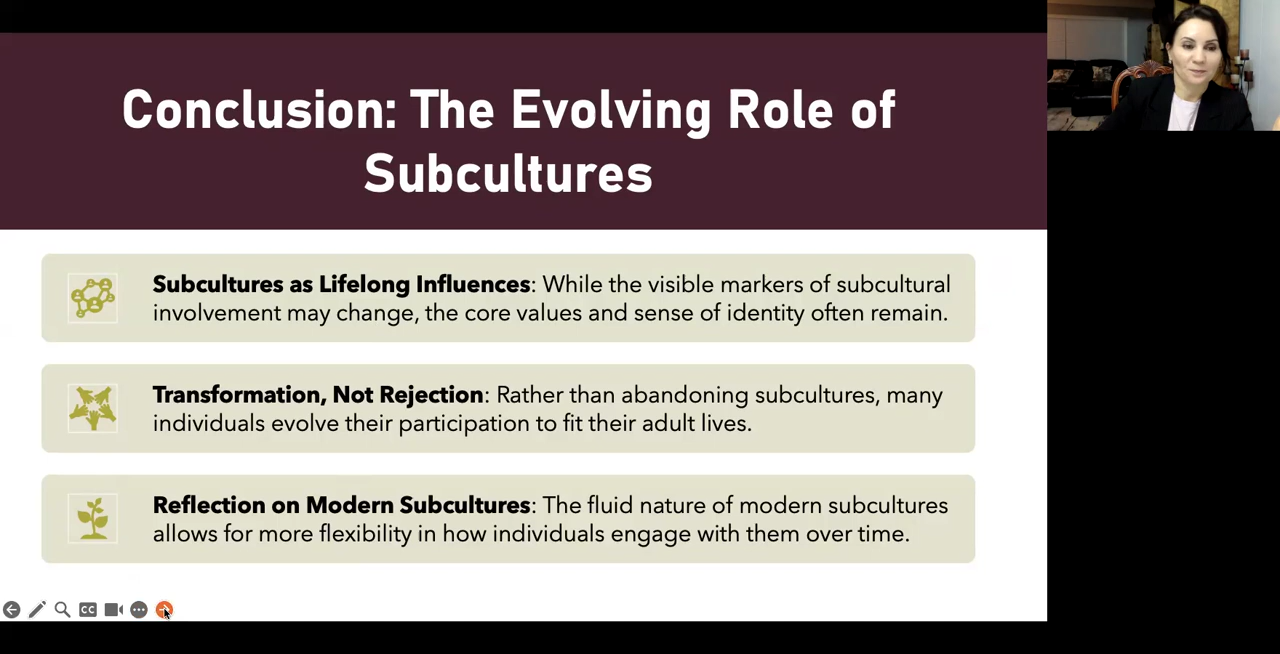 Conclusion: The Evolving Role of
Subcultures
Subcultures as Lifelong Influences: While the visible markers of subcultural
involvement may change, the core values and sense of identity often remain.
Transformation, Not Rejection: Rather than abandoning subcultures, many
individuals evolve their participation to fit their adult lives.
Reflection on Modern Subcultures: The fluid nature of modern subcultures
allows for more flexibility in how individuals engage with them over time.
CC